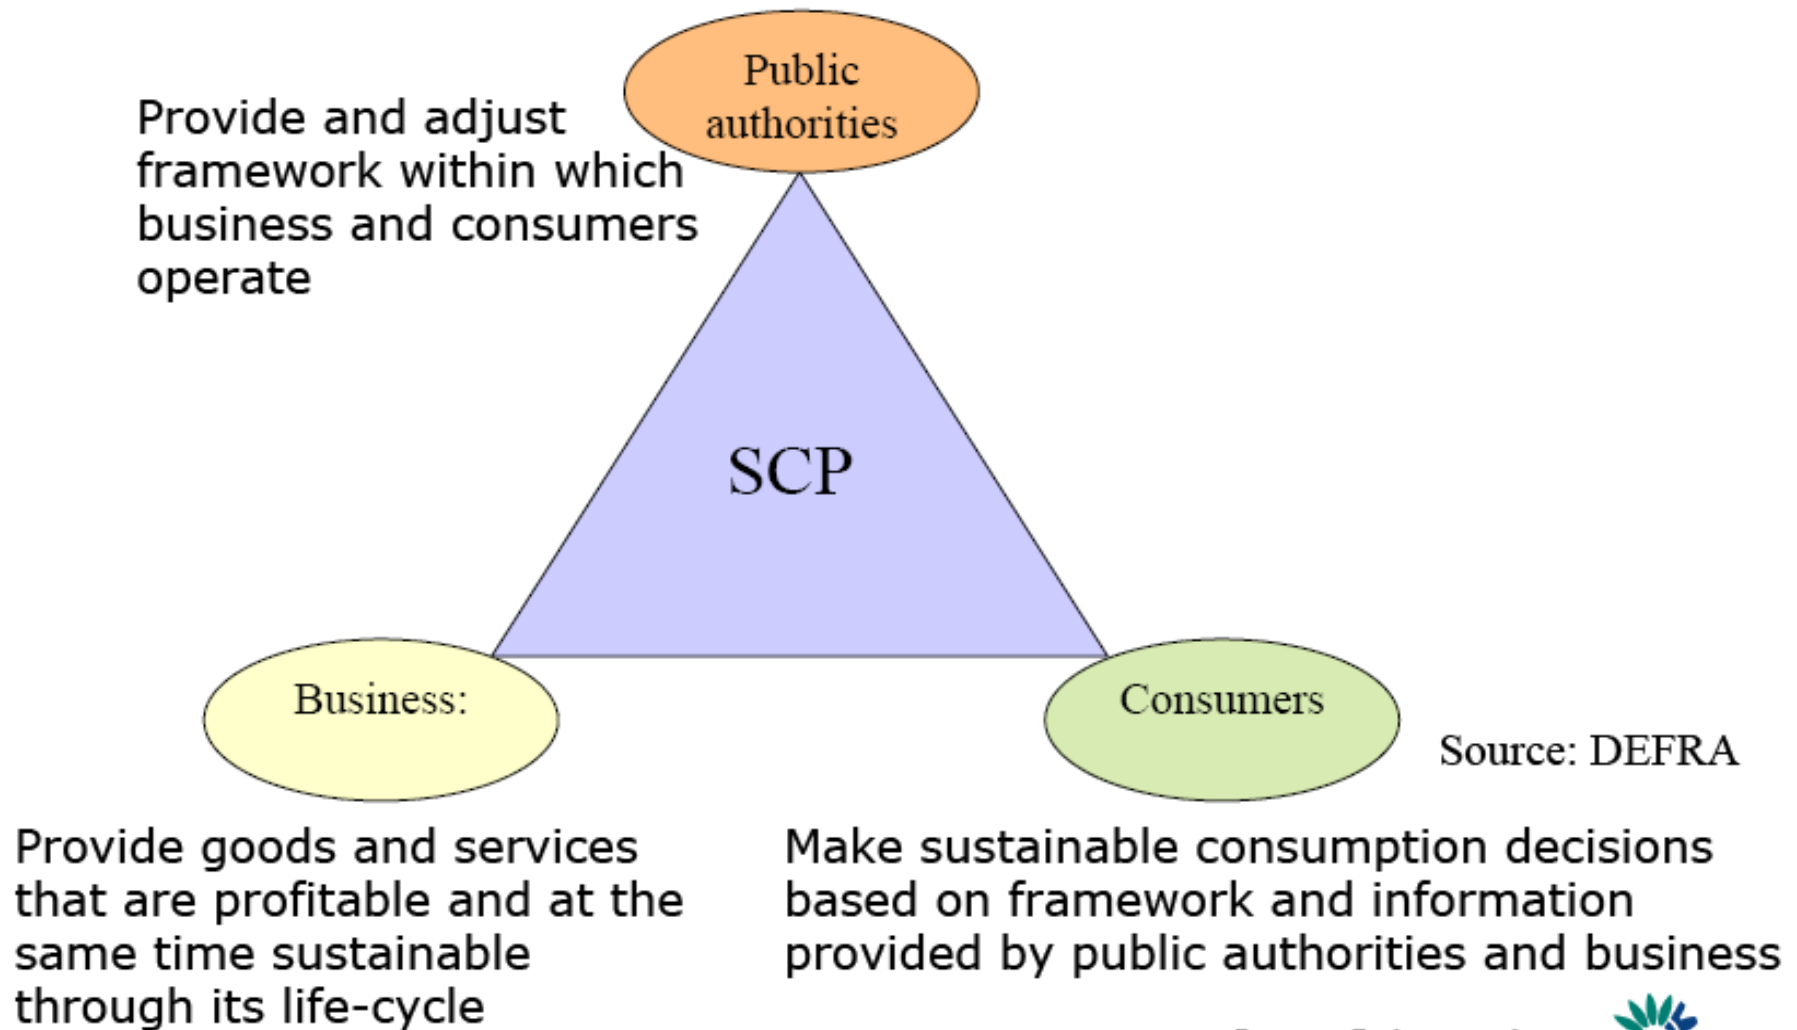 Public
authorities
Provide and adjust
framework within which
business and consumers
operate
SCP
Business:
Consumers
Source: DEFRA
Provide goods and services
that are profitable and at the
same time sustainable
through its life-cycle
Make sustainable consumption decisions
based on framework and information
provided by public authorities and business